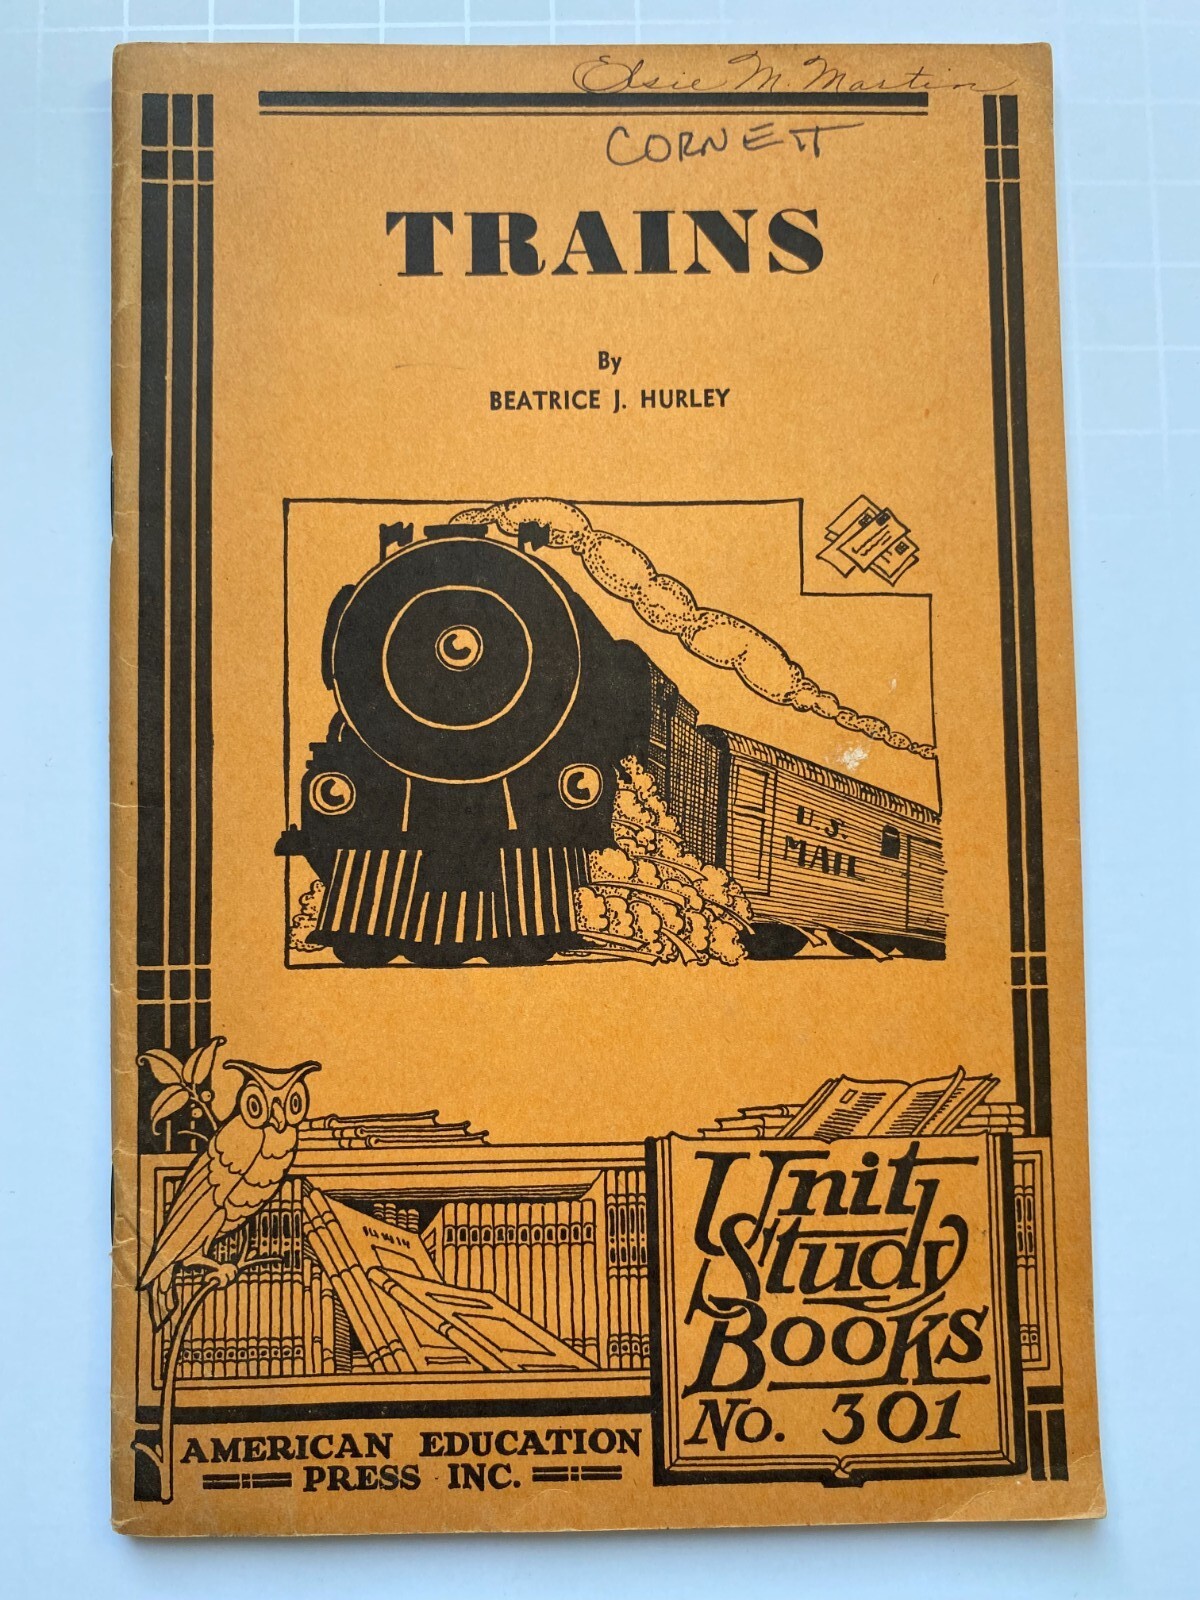 Elsie M. Martin
CORNETT
TRAINS
By
BEATRICE J. HURLEY
U.S.
MAIL
Unit
Study
Books
No. 301
AMERICAN EDUCATION
PRESS INC.